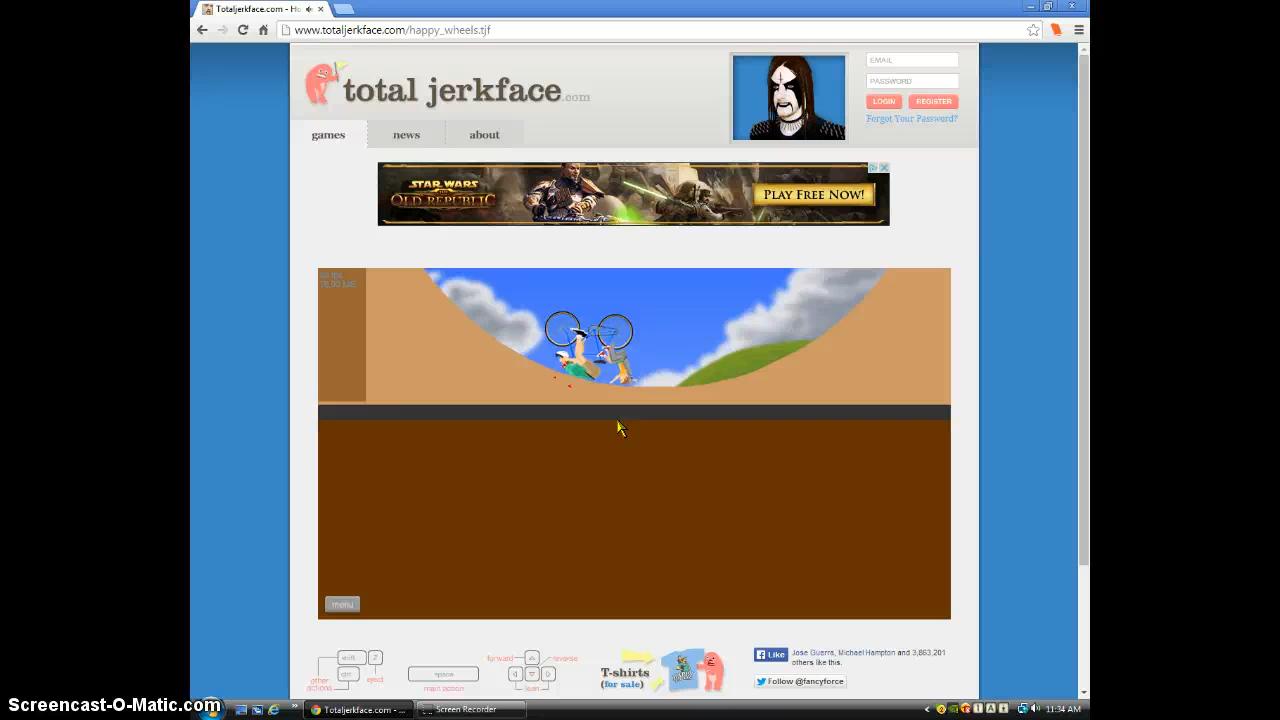 Totaljerkface.com - Ho
www.totaljerkface.com/happy_wheels.tjf
total jerkface.com
EMAIL
PASSWORD
LOGIN REGISTER
Forgot Your Password?
games news about
STAR WARS
THE OLD REPUBLIC
PLAY FREE NOW!
menu
shift Z
ctrl
other
actions
eject
space
main action
forward
reverse
lean
T-shirts
(for sale)
Like
Jose Guerra, Michael Hampton and 3,863,201
others like this.
Follow @fancyforce
Totaljerkface.com - ...
Screen Recorder
11:34 AM
Screencast-O-Matic.com